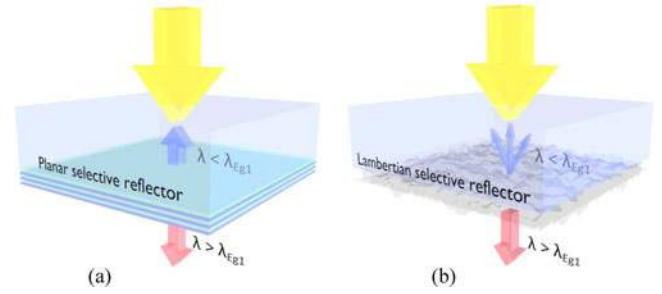 λ < λEg1
Planar selective reflector
λ > λEg1
(a)
λ < λEg1
Lambertian selective reflector
λ > λEg1
(b)